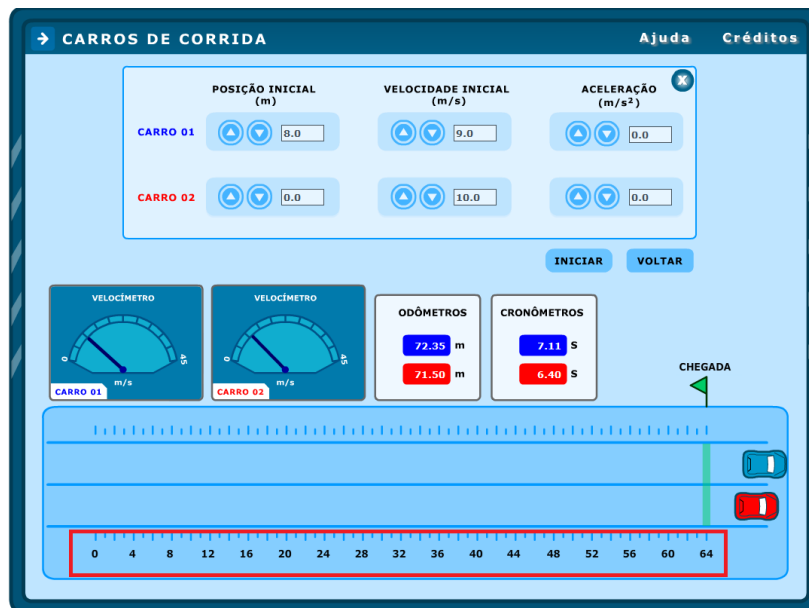 CARROS DE CORRIDA Ajuda Créditos
POSIÇÃO INICIAL (m) VELOCIDADE INICIAL (m/s) ACELERAÇÃO (m/s²) X
CARRO 01 8.0 9.0 0.0
CARRO 02 0.0 10.0 0.0
INICIAR VOLTAR
VELOCÍMETRO 0 45 m/s CARRO 01
VELOCÍMETRO 0 45 m/s CARRO 02
ODÔMETROS
72.35 m
71.50 m
CRONÔMETROS
7.11 S
6.40 S
CHEGADA
0 4 8 12 16 20 24 28 32 36 40 44 48 52 56 60 64